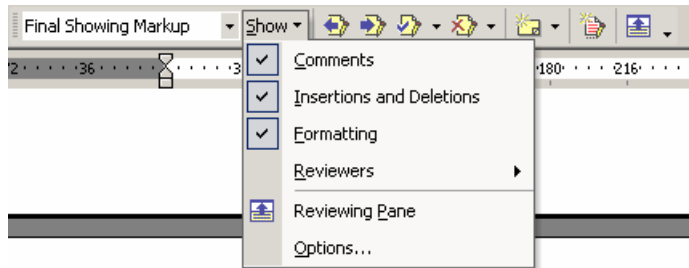 Final Showing Markup Show
2 36 3 180 216
Comments
Insertions and Deletions
Formatting
Reviewers
Reviewing Pane
Options...